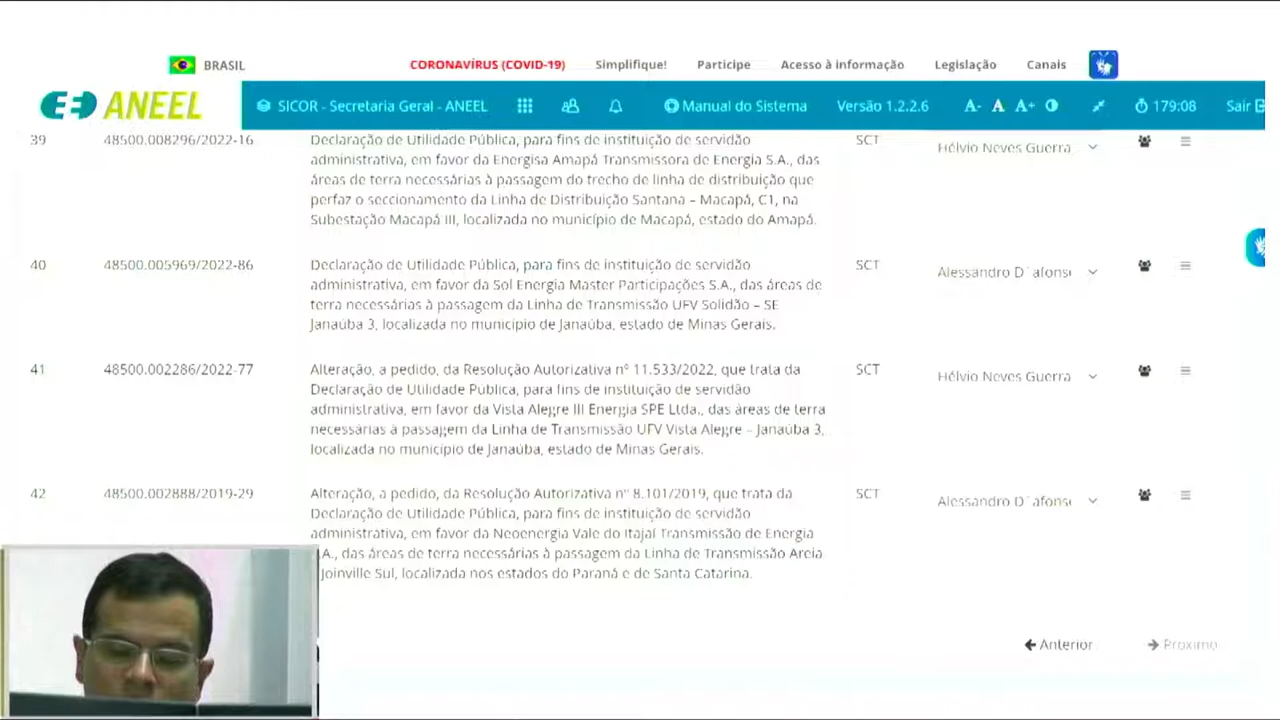 BRASIL
CORONAVÍRUS (COVID-19) Simplifique! Participe Acesso à informação Legislação Canais
ANEEL
SICOR - Secretaria Geral - ANEEL Manual do Sistema Versão 1.2.2.6 A- A A+ 179:08 Sair
39 48500.008296/2022-16 Declaração de Utilidade Pública, para fins de instituição de servidão SCT Hélvio Neves Guerra
administrativa, em favor da Energisa Amapá Transmissora de Energia S.A., das
áreas de terra necessárias à passagem do trecho de linha de distribuição que
perfaz o seccionamento da Linha de Distribuição Santana – Macapá, C1, na
Subestação Macapá III, localizada no município de Macapá, estado do Amapá.
40 48500.005969/2022-86 Declaração de Utilidade Pública, para fins de instituição de servidão SCT Alessandro D´afonso
administrativa, em favor da Sol Energia Master Participações S.A., das áreas de
terra necessárias à passagem da Linha de Transmissão UFV Solidão – SE
Janaúba 3, localizada no município de Janaúba, estado de Minas Gerais.
41 48500.002286/2022-77 Alteração, a pedido, da Resolução Autorizativa nº 11.533/2022, que trata da SCT Hélvio Neves Guerra
Declaração de Utilidade Pública, para fins de instituição de servidão
administrativa, em favor da Vista Alegre III Energia SPE Ltda., das áreas de terra
necessárias à passagem da Linha de Transmissão UFV Vista Alegre – Janaúba 3,
localizada no município de Janaúba, estado de Minas Gerais.
42 48500.002888/2019-29 Alteração, a pedido, da Resolução Autorizativa nº 8.101/2019, que trata da SCT Alessandro D´afonso
Declaração de Utilidade Pública, para fins de instituição de servidão
administrativa, em favor da Neoenergia Vale do Itajaí Transmissão de Energia
A., das áreas de terra necessárias à passagem da Linha de Transmissão Areia
Joinville Sul, localizada nos estados do Paraná e de Santa Catarina.
Anterior Próximo